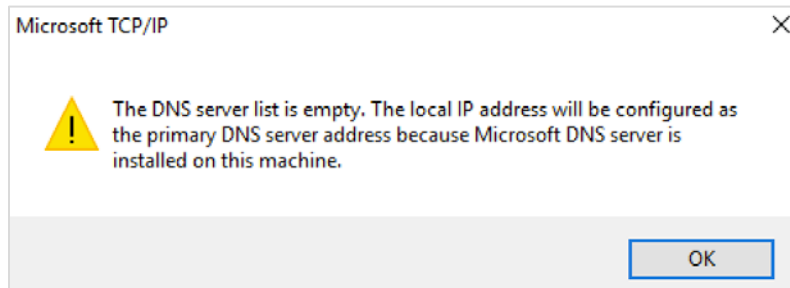 Microsoft TCP/IP
The DNS server list is empty. The local IP address will be configured as
the primary DNS server address because Microsoft DNS server is
installed on this machine.
OK